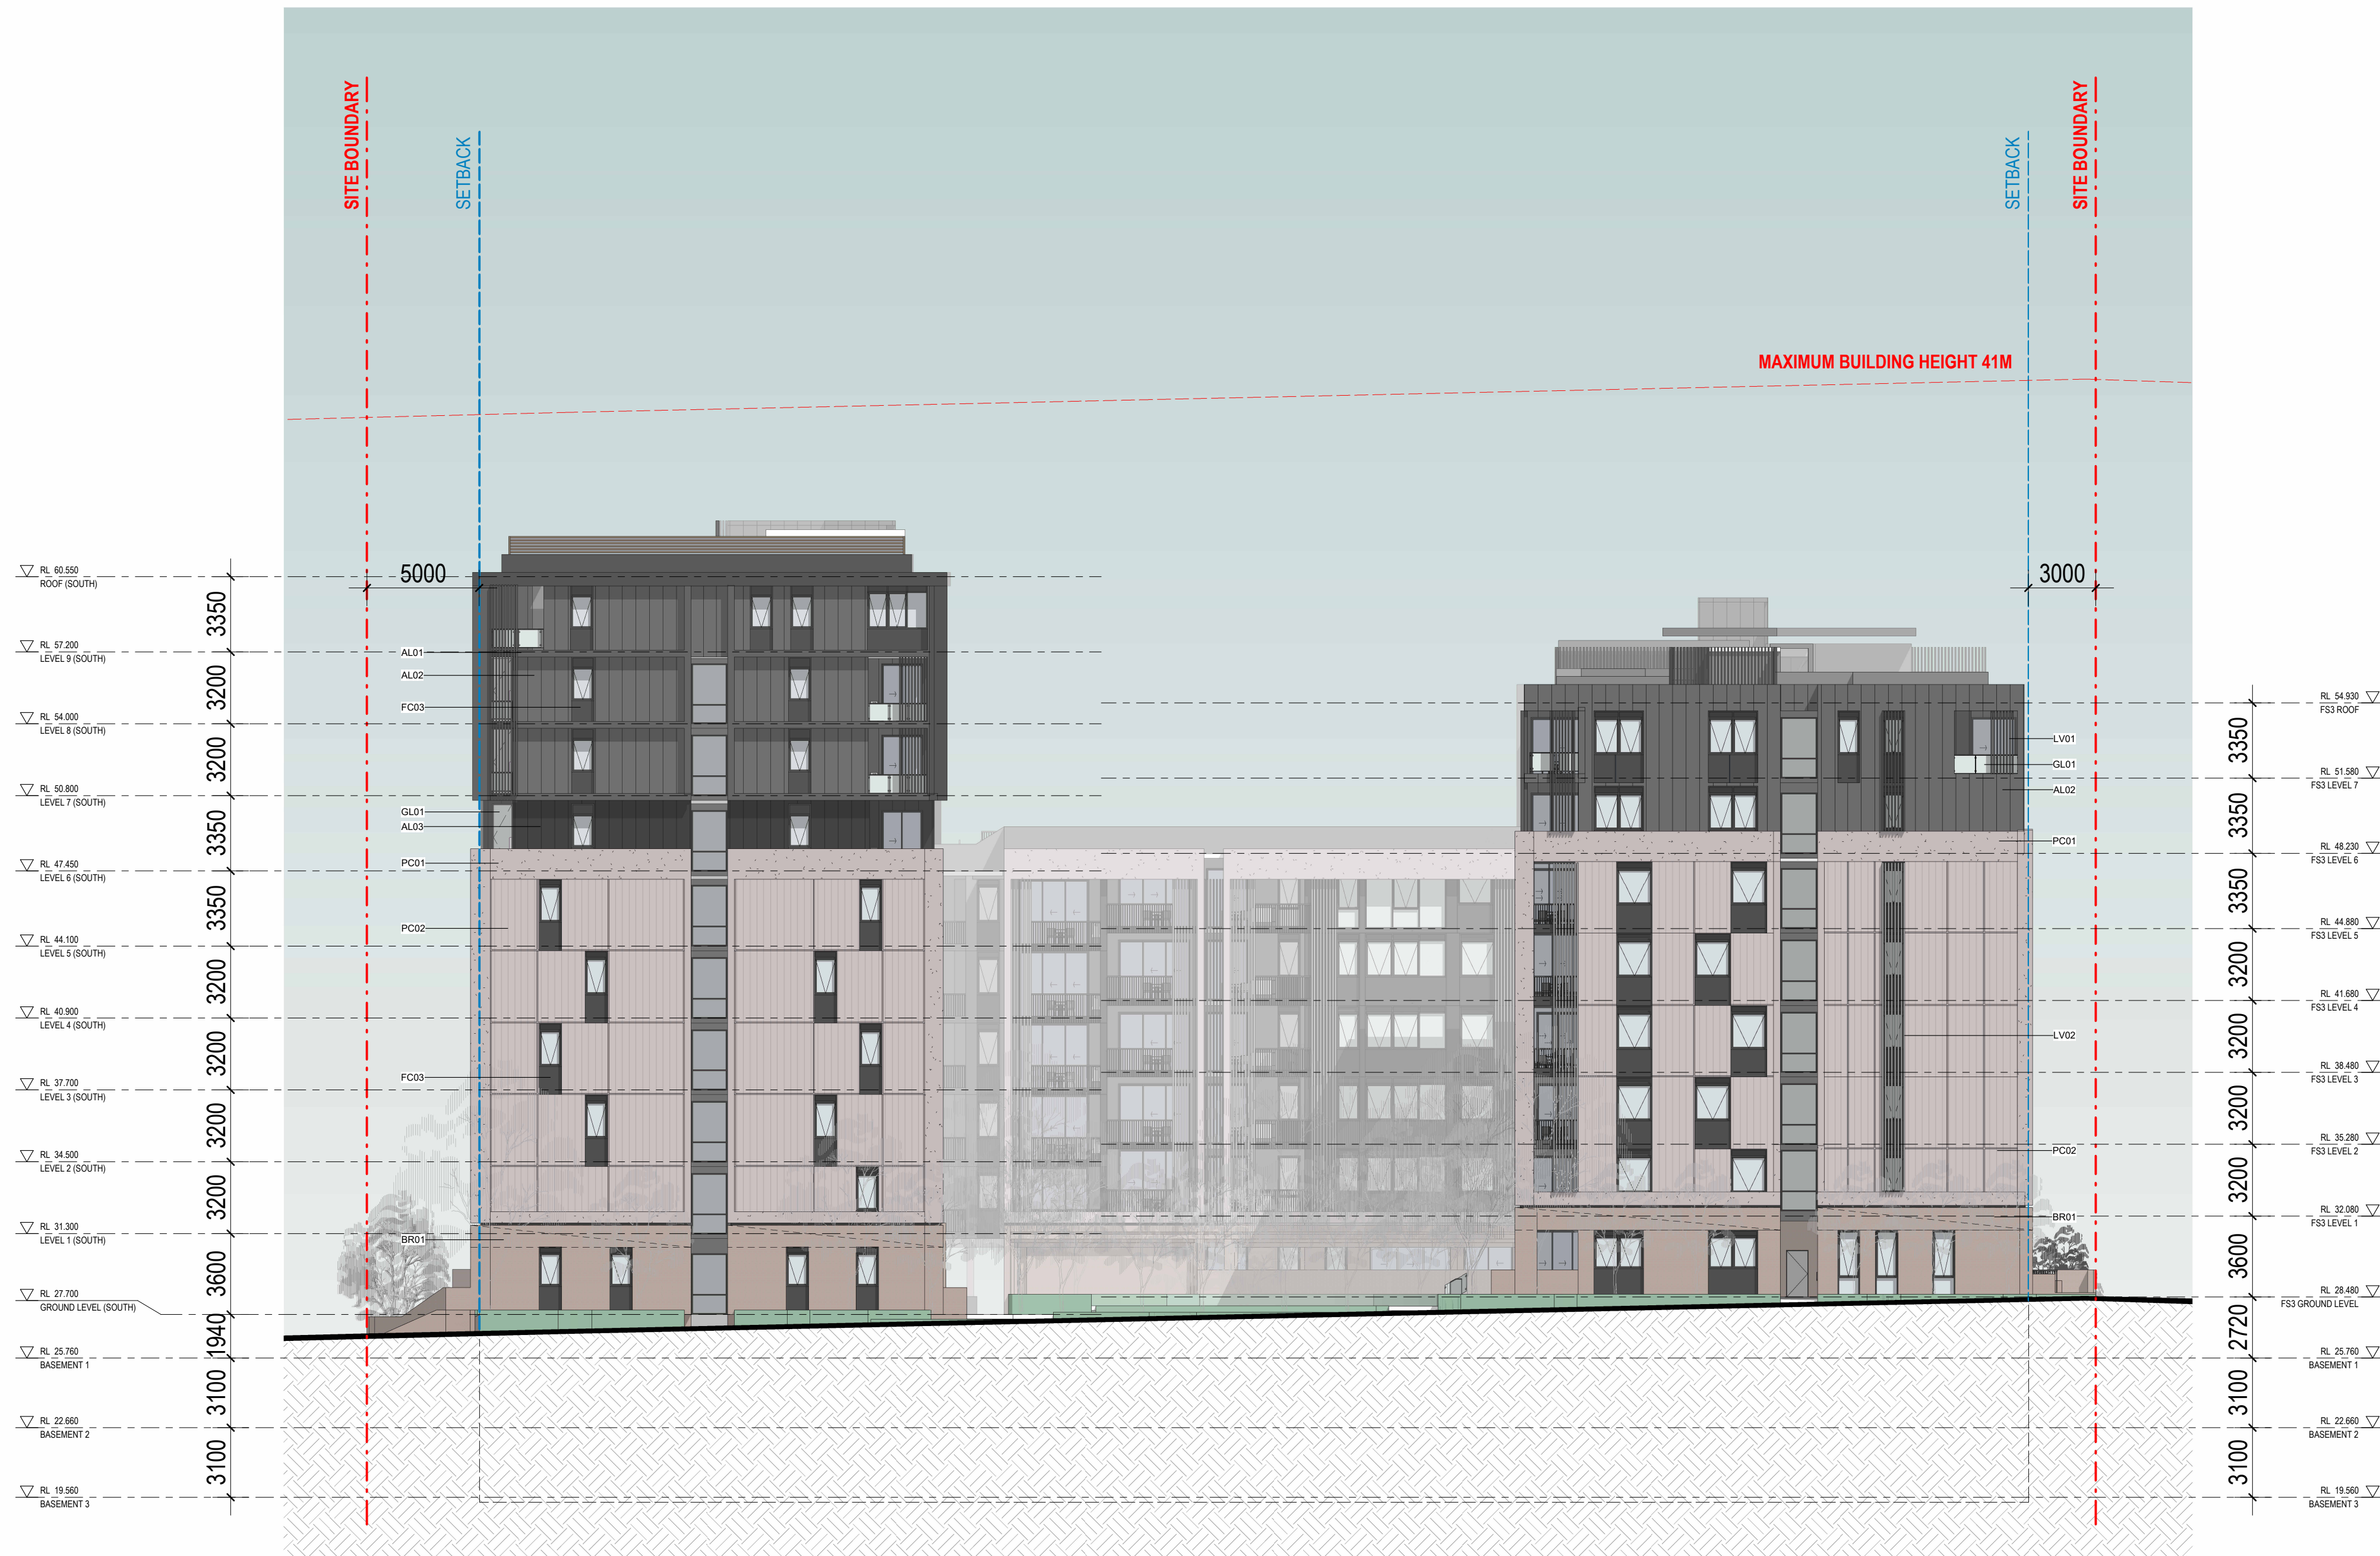 SITE BOUNDARY
SETBACK
SETBACK
SITE BOUNDARY
MAXIMUM BUILDING HEIGHT 41M
5000
3000
RL 60.550
ROOF (SOUTH)
3350
RL 57.200
LEVEL 9 (SOUTH)
3200
RL 54.000
LEVEL 8 (SOUTH)
3200
RL 50.800
LEVEL 7 (SOUTH)
3350
RL 47.450
LEVEL 6 (SOUTH)
3350
RL 44.100
LEVEL 5 (SOUTH)
3200
RL 40.900
LEVEL 4 (SOUTH)
3200
RL 37.700
LEVEL 3 (SOUTH)
3200
RL 34.500
LEVEL 2 (SOUTH)
3200
RL 31.300
LEVEL 1 (SOUTH)
3600
RL 27.700
GROUND LEVEL (SOUTH)
1940
RL 25.760
BASEMENT 1
3100
RL 22.660
BASEMENT 2
3100
RL 19.560
BASEMENT 3
AL01
AL02
FC03
GL01
AL03
PC01
PC02
FC03
BR01
LV01
GL01
AL02
PC01
LV02
PC02
BR01
RL 54.930
FS3 ROOF
3350
RL 51.580
FS3 LEVEL 7
3350
RL 48.230
FS3 LEVEL 6
3350
RL 44.880
FS3 LEVEL 5
3200
RL 41.680
FS3 LEVEL 4
3200
RL 38.480
FS3 LEVEL 3
3200
RL 35.280
FS3 LEVEL 2
3200
RL 32.080
FS3 LEVEL 1
3600
RL 28.480
FS3 GROUND LEVEL
2720
RL 25.760
BASEMENT 1
3100
RL 22.660
BASEMENT 2
3100
RL 19.560
BASEMENT 3